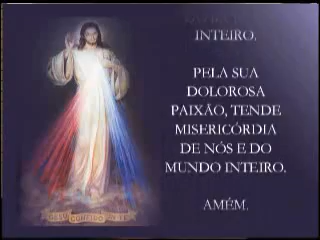 INTEIRO.
PELA SUA
DOLOROSA
PAIXÃO, TENDE
MISERICÓRDIA
DE NÓS E DO
MUNDO INTEIRO.
AMÉM.